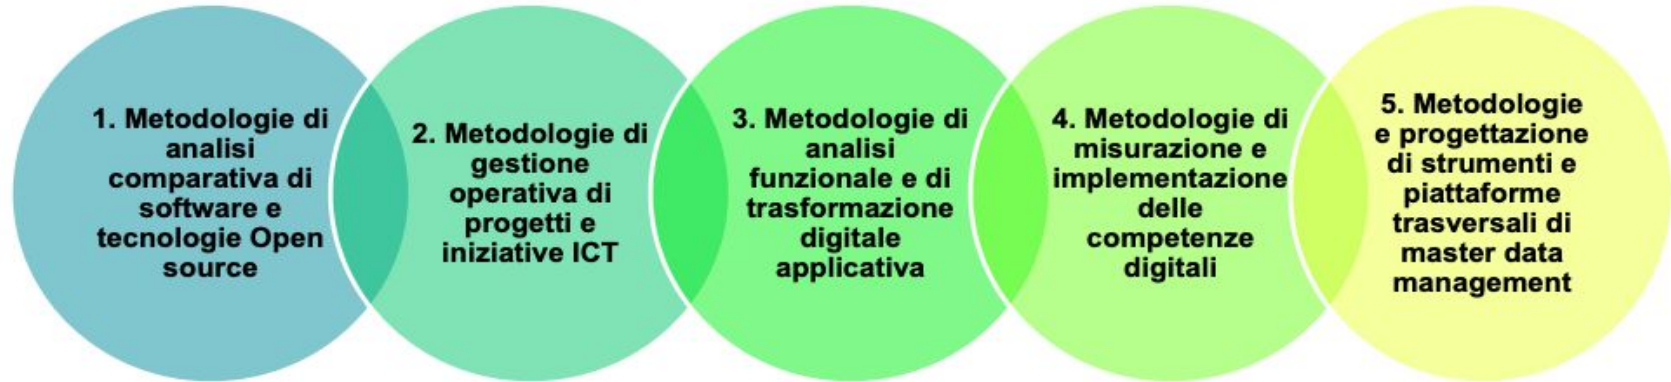 1. Metodologie di
analisi
comparativa di
software e
tecnologie Open
source
2. Metodologie di
gestione
operativa di
progetti e
iniziative ICT
3. Metodologie di
analisi
funzionale e di
trasformazione
digitale
applicativa
4. Metodologie di
misurazione e
implementazione
delle
competenze
digitali
5. Metodologie
e progettazione
di strumenti e
piattaforme
trasversali di
master data
management